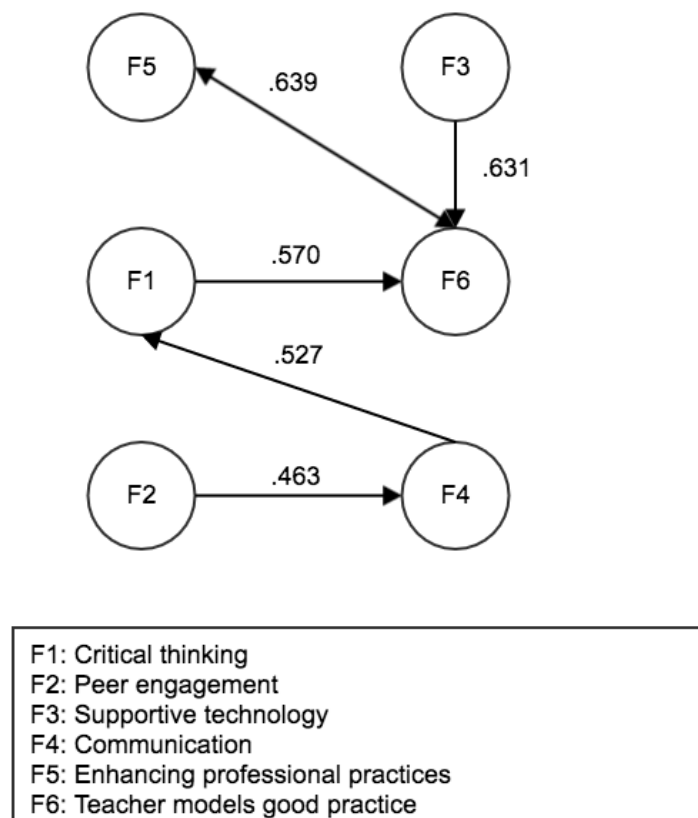 F5
F3
.639
.631
F1
.570
F6
.527
F2
.463
F4
F1: Critical thinking
F2: Peer engagement
F3: Supportive technology
F4: Communication
F5: Enhancing professional practices
F6: Teacher models good practice